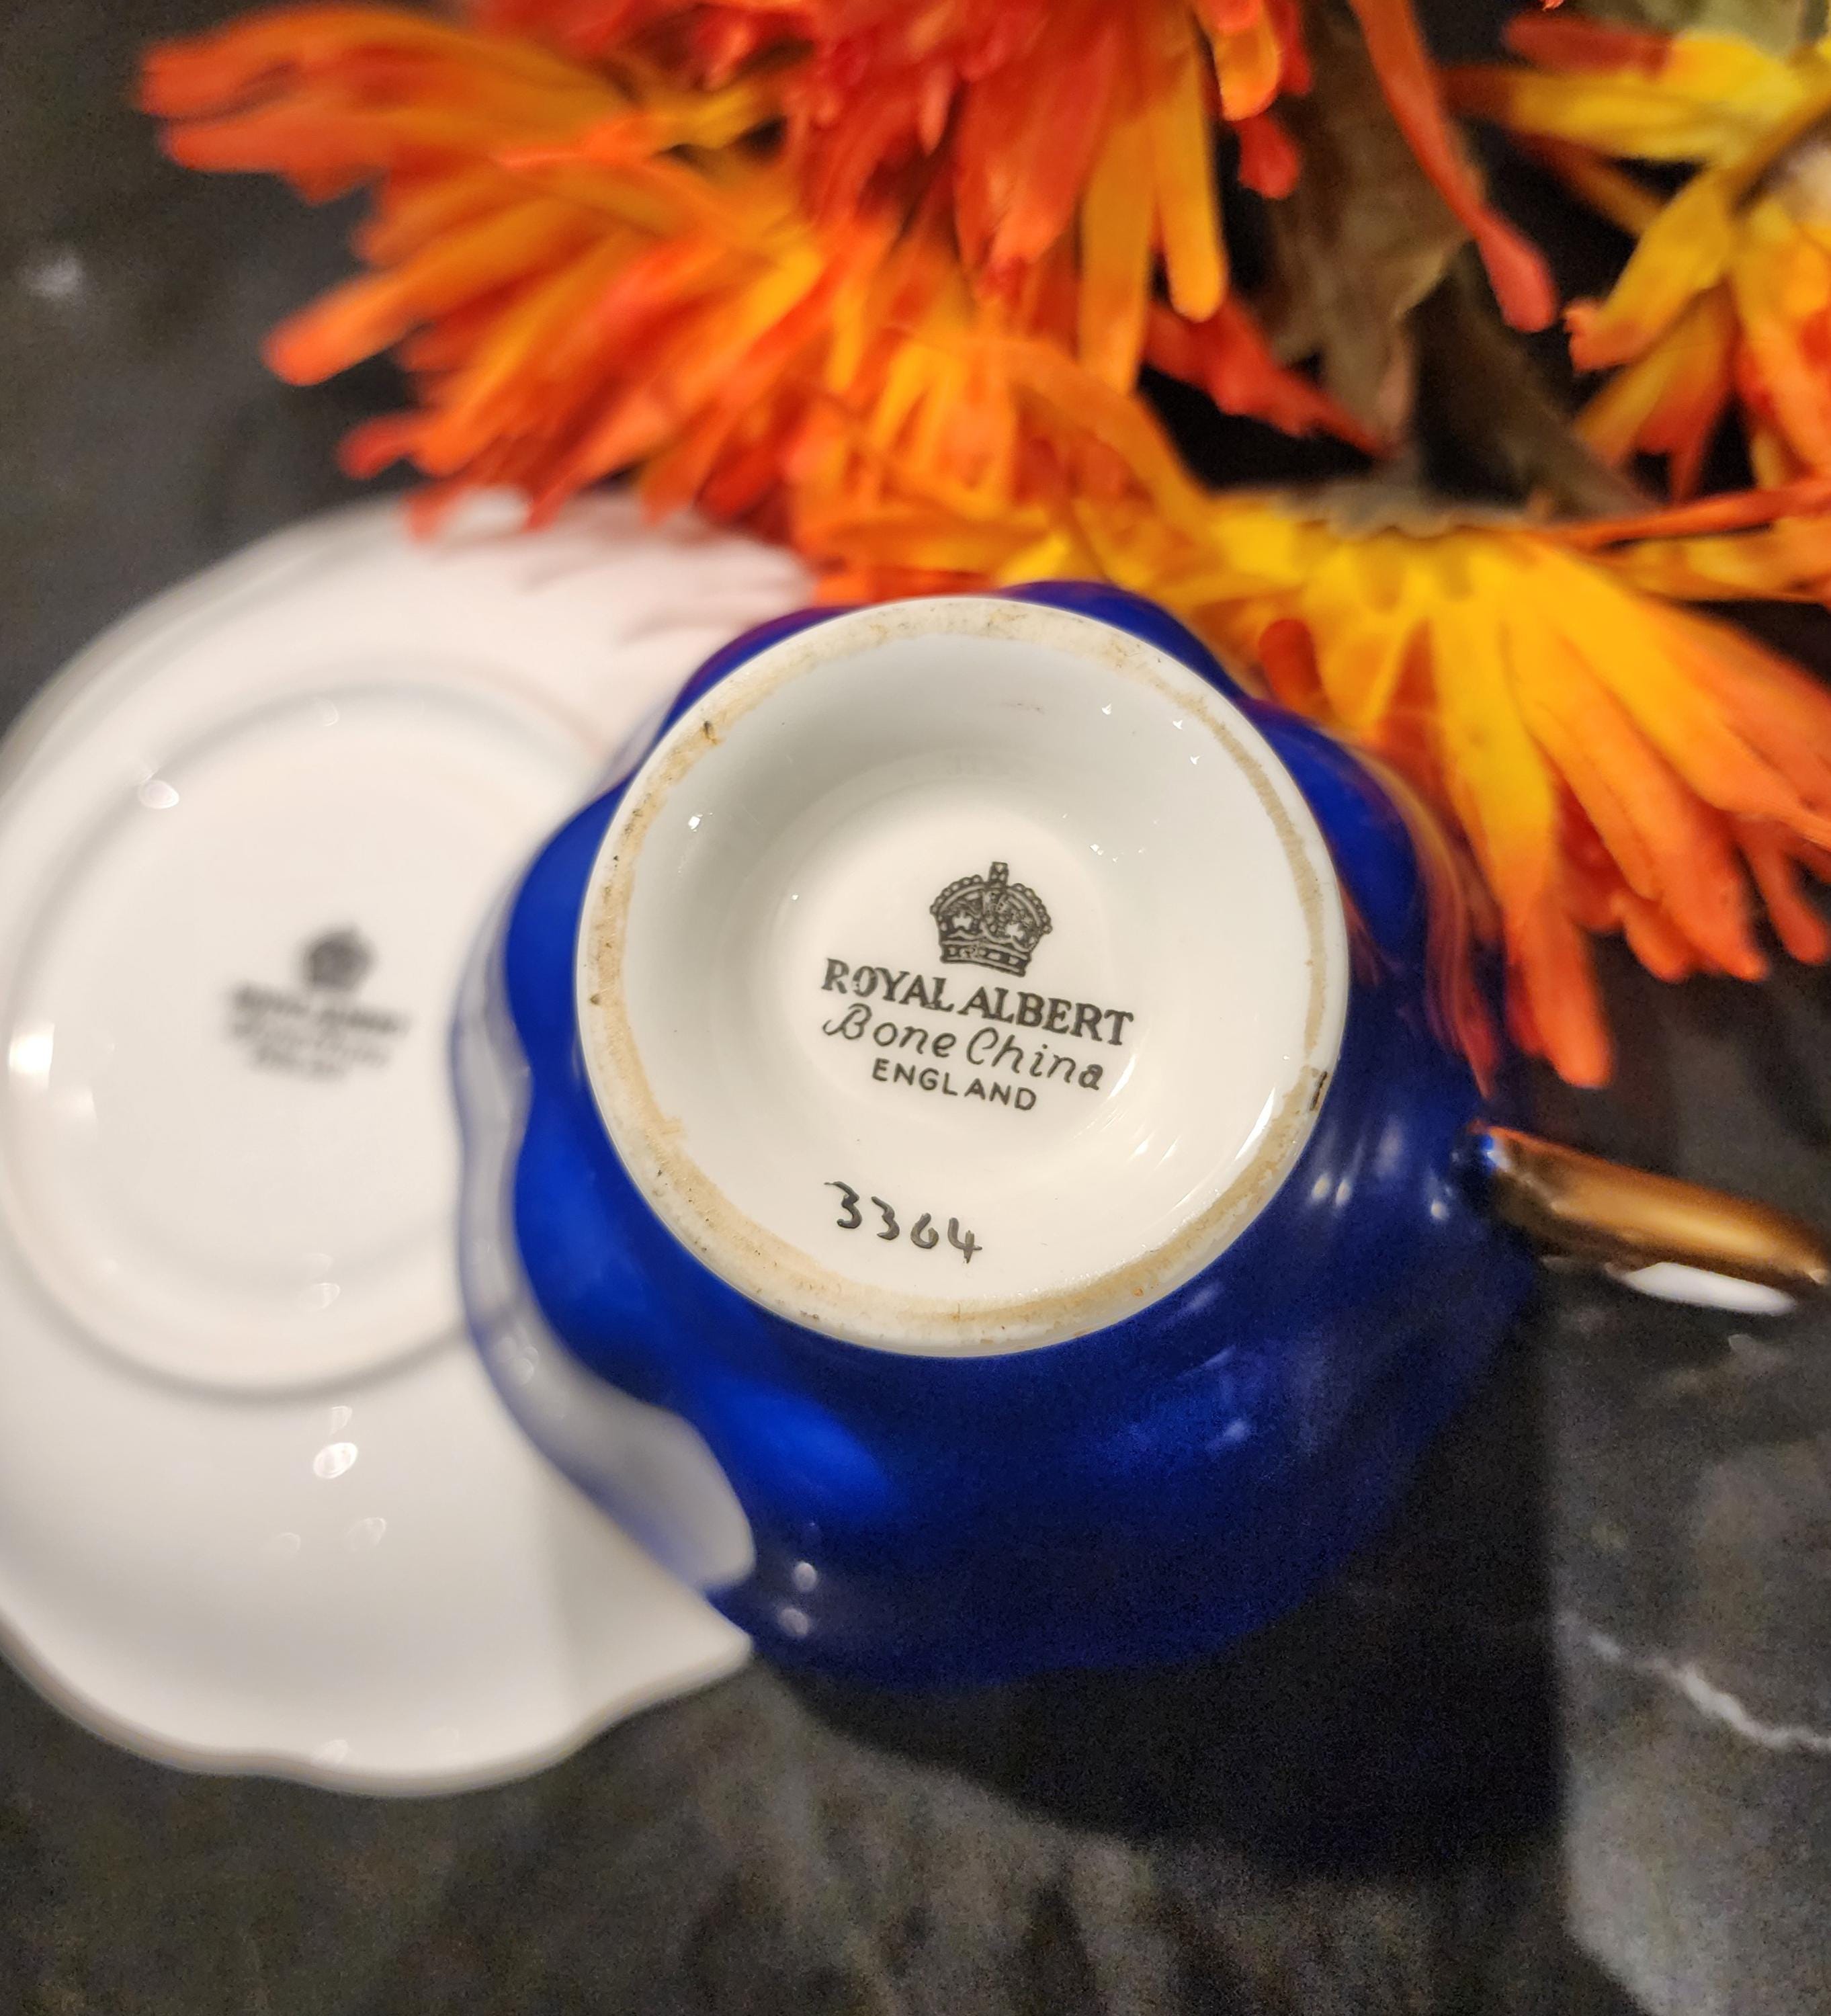 ROYAL ALBERT
Bone China
ENGLAND
3364